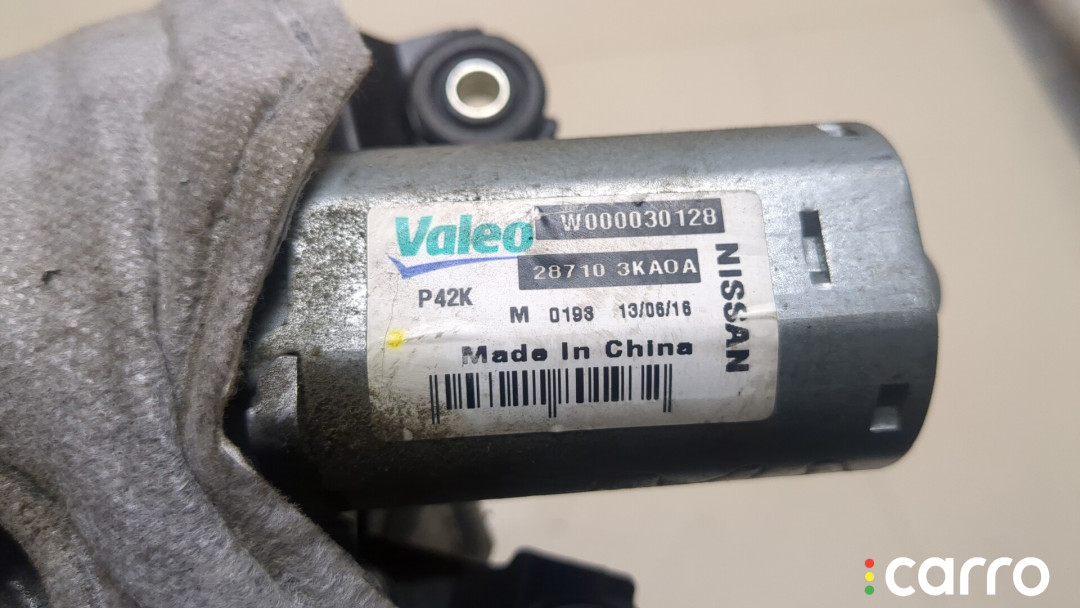 Valeo W000030128
28710 3KA0A
P42K M 0193 13/06/16
Made In China
NISSAN
carro